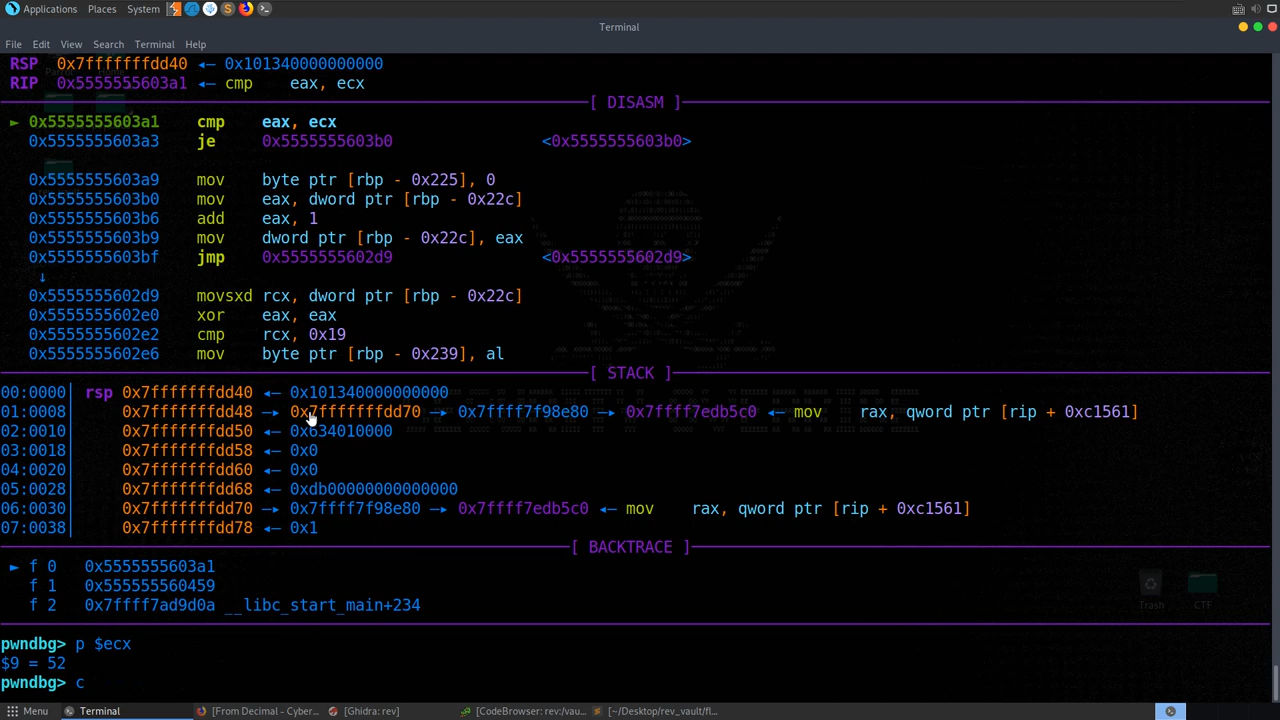 Applications Places System
Terminal
File Edit View Search Terminal Help
RSP 0x7fffffffdd40 ◂— 0x101340000000000
RIP 0x5555555603a1 ◂— cmp eax, ecx
[ DISASM ]
► 0x5555555603a1 cmp eax, ecx
0x5555555603a3 je 0x5555555603b0 <0x5555555603b0>
0x5555555603a9 mov byte ptr [rbp - 0x225], 0
0x5555555603b0 mov eax, dword ptr [rbp - 0x22c]
0x5555555603b6 add eax, 1
0x5555555603b9 mov dword ptr [rbp - 0x22c], eax
0x5555555603bf jmp 0x5555555602d9 <0x5555555602d9>
↓
0x5555555602d9 movsxd rcx, dword ptr [rbp - 0x22c]
0x5555555602e0 xor eax, eax
0x5555555602e2 cmp rcx, 0x19
0x5555555602e6 mov byte ptr [rbp - 0x239], al
[ STACK ]
00:0000│ rsp 0x7fffffffdd40 ◂— 0x101340000000000
01:0008│ 0x7fffffffdd48 —▸ 0x7fffffffdd70 —▸ 0x7ffff7f98e80 —▸ 0x7ffff7edb5c0 ◂— mov rax, qword ptr [rip + 0xc1561]
02:0010│ 0x7fffffffdd50 ◂— 0x634010000
03:0018│ 0x7fffffffdd58 ◂— 0x0
04:0020│ 0x7fffffffdd60 ◂— 0x0
05:0028│ 0x7fffffffdd68 ◂— 0xdb00000000000000
06:0030│ 0x7fffffffdd70 —▸ 0x7ffff7f98e80 —▸ 0x7ffff7edb5c0 ◂— mov rax, qword ptr [rip + 0xc1561]
07:0038│ 0x7fffffffdd78 ◂— 0x1
[ BACKTRACE ]
► f 0 0x5555555603a1
f 1 0x555555560459
f 2 0x7ffff7ad9d0a __libc_start_main+234
Trash CTF
pwndbg> p $ecx
$9 = 52
pwndbg> c
Menu Terminal [From Decimal - Cyber... [Ghidra: rev] [CodeBrowser: rev:/vau... [~/Desktop/rev_vault/fl...